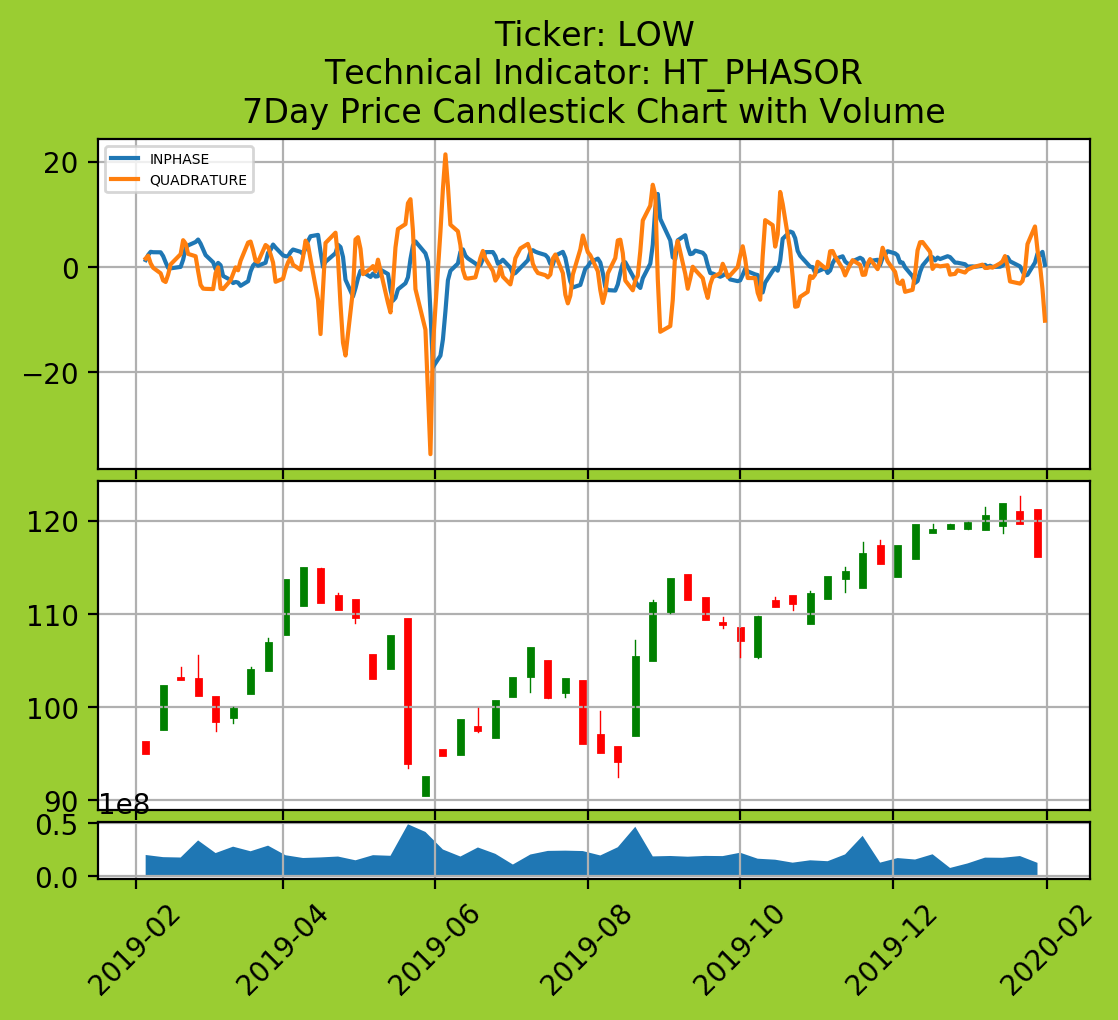 Ticker: LOW
Technical Indicator: HT_PHASOR
7Day Price Candlestick Chart with Volume
INPHASE
QUADRATURE
20
0
−20
120
110
100
90
1e8
0.5
0.0
2019-02
2019-04
2019-06
2019-08
2019-10
2019-12
2020-02